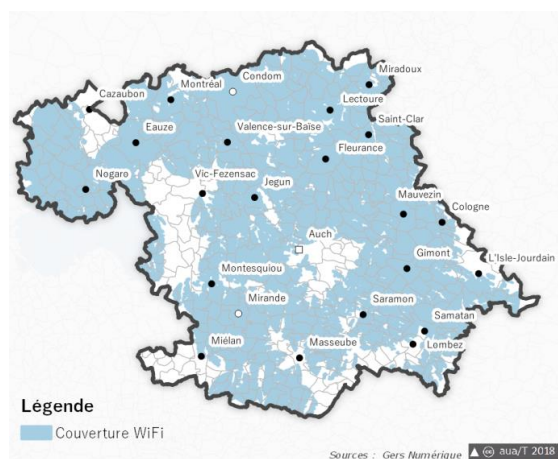 Miradoux
Condom
Montréal
Cazaubon
Lectoure
Saint-Clar
Eauze
Valence-sur-Baïse
Fleurance
Nogaro
Vic-Fezensac
Jegun
Mauvezin
Cologne
Auch
Gimont
L'Isle-Jourdain
Montesquiou
Mirande
Saramon
Samatan
Lombez
Miélan
Masseube
Légende
Couverture WiFi
Sources : Gers Numérique
cc aua/T 2018